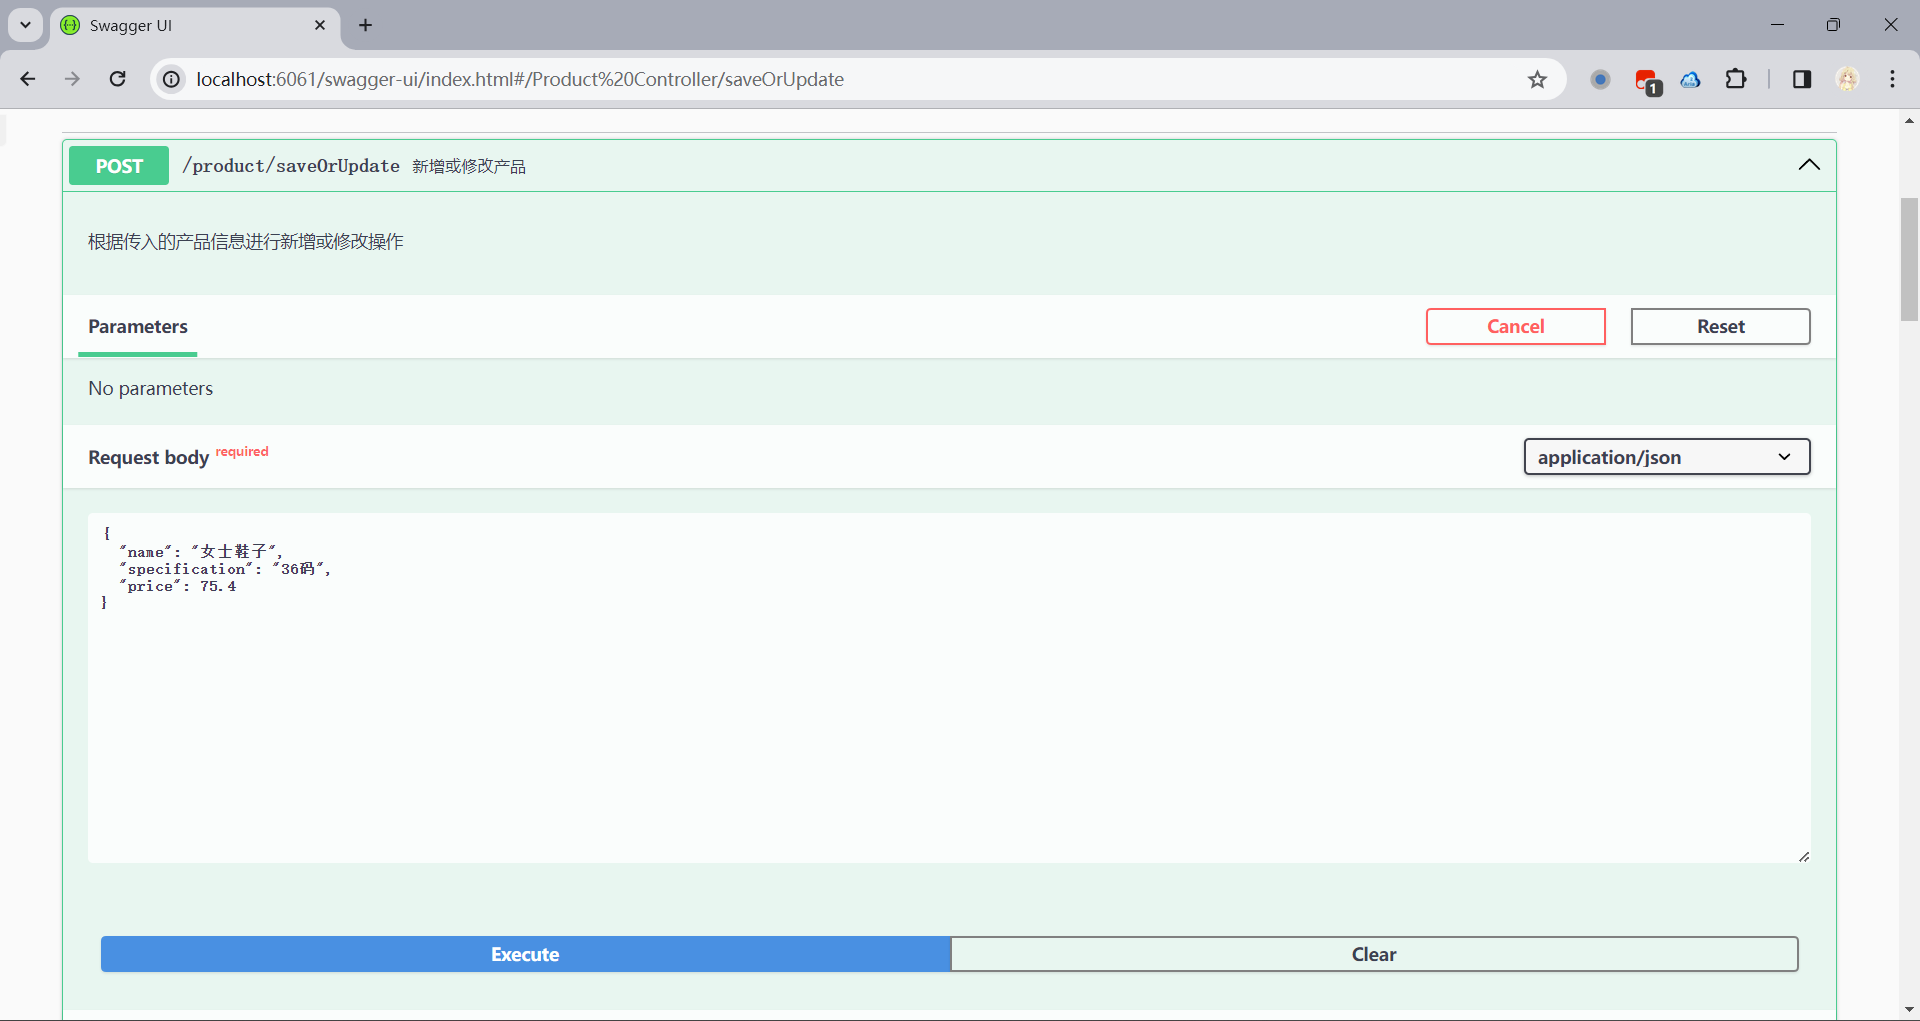 Swagger UI
localhost:6061/swagger-ui/index.html#/Product%20Controller/saveOrUpdate
1
POST /product/saveOrUpdate 新增或修改产品
根据传入的产品信息进行新增或修改操作
Parameters
Cancel
Reset
No parameters
Request body required
application/json
{
"name": "女士鞋子",
"specification": "36码",
"price": 75.4
}
Execute
Clear